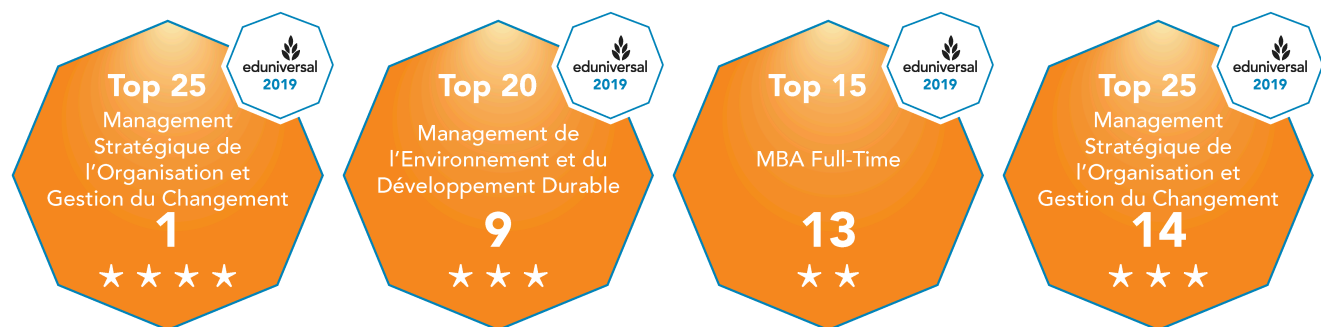 eduniversal
2019
Top 25
Management
Stratégique de
l'Organisation et
Gestion du Changement
1
eduniversal
2019
Top 20
Management de
l'Environnement et du
Développement Durable
9
eduniversal
2019
Top 15
MBA Full-Time
13
eduniversal
2019
Top 25
Management
Stratégique de
l'Organisation et
Gestion du Changement
14